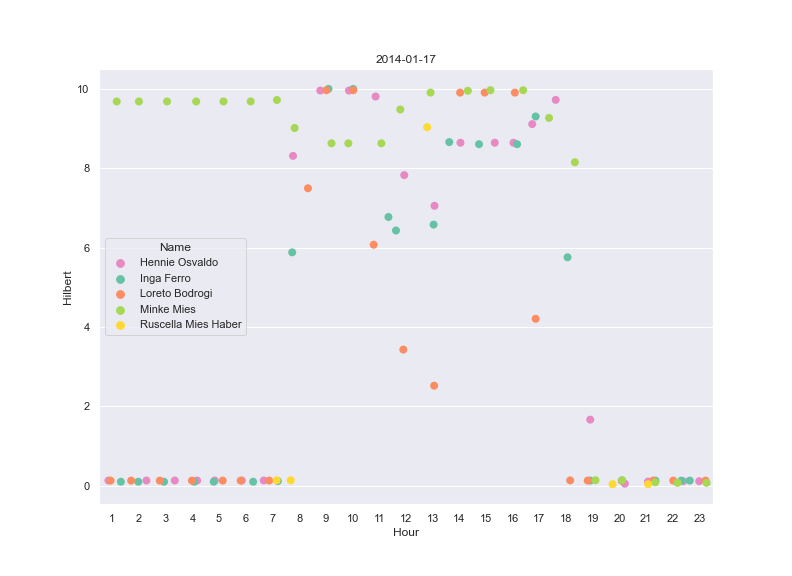 2014-01-17
10
8
6
4
2
0
Hilbert
Name
Hennie Osvaldo
Inga Ferro
Loreto Bodrogi
Minke Mies
Ruscella Mies Haber
1 2 3 4 5 6 7 8 9 10 11 12 13 14 15 16 17 18 19 20 21 22 23
Hour